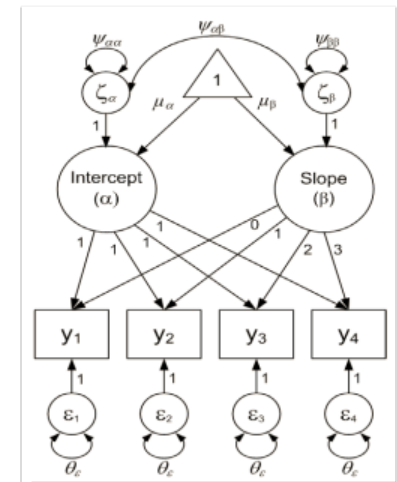 ψαα ψαβ ψββ
ζα 1 ζβ
μα μβ
1 1
Intercept (α)
Slope (β)
1 1 1 1 0 1 2 3
y1 y2 y3 y4
1 1 1 1
ε1 ε2 ε3 ε4
θε θε θε θε